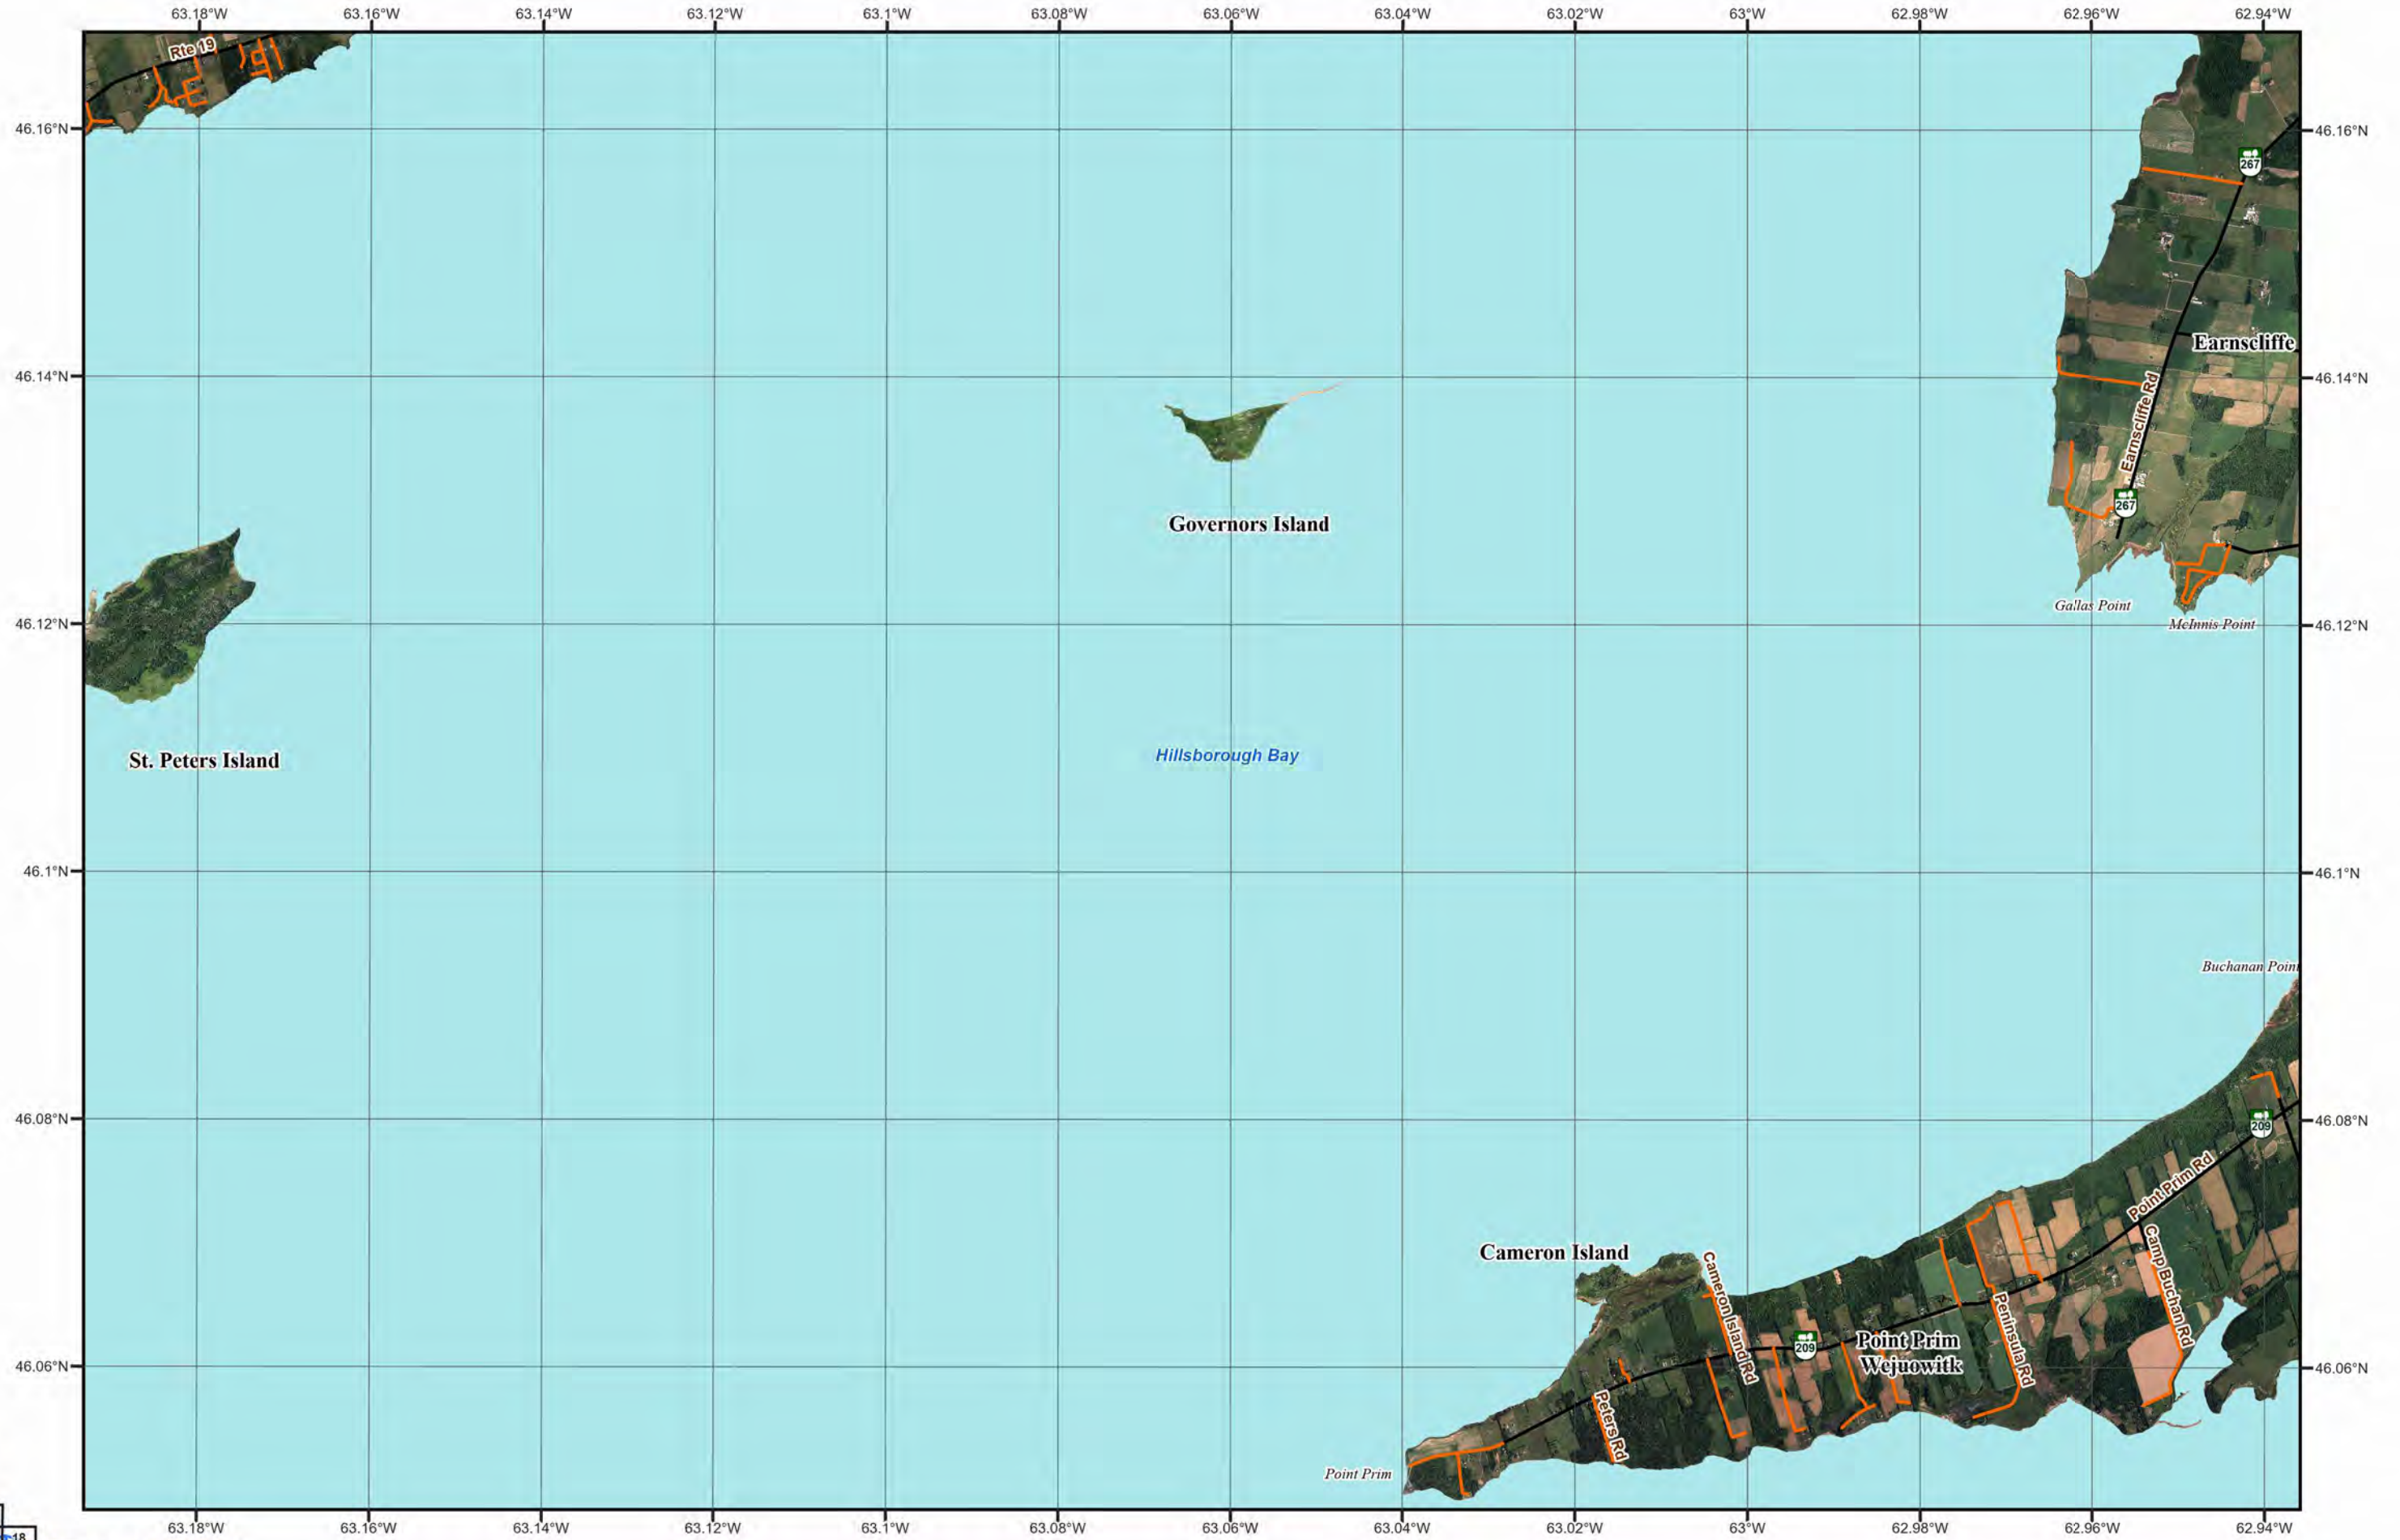 63.18°W 63.16°W 63.14°W 63.12°W 63.1°W 63.08°W 63.06°W 63.04°W 63.02°W 63°W 62.98°W 62.96°W 62.94°W
Rte 19
46.16°N 46.16°N
267
Earnscliffe
46.14°N 46.14°N
Earnscliffe Rd
267
Governors Island
Gallas Point
46.12°N McInnis Point 46.12°N
Hillsborough Bay
St. Peters Island
46.1°N 46.1°N
Buchanan Point
46.08°N 46.08°N
209
Point Prim Rd
Cameron Island
Cameron Island Rd
Camp Buchan Rd
Peninsula Rd
209
Point Prim
Wejuowitk
46.06°N 46.06°N
Peters Rd
Point Prim
63.18°W 63.16°W 63.14°W 63.12°W 63.1°W 63.08°W 63.06°W 63.04°W 63.02°W 63°W 62.98°W 62.96°W 62.94°W
18